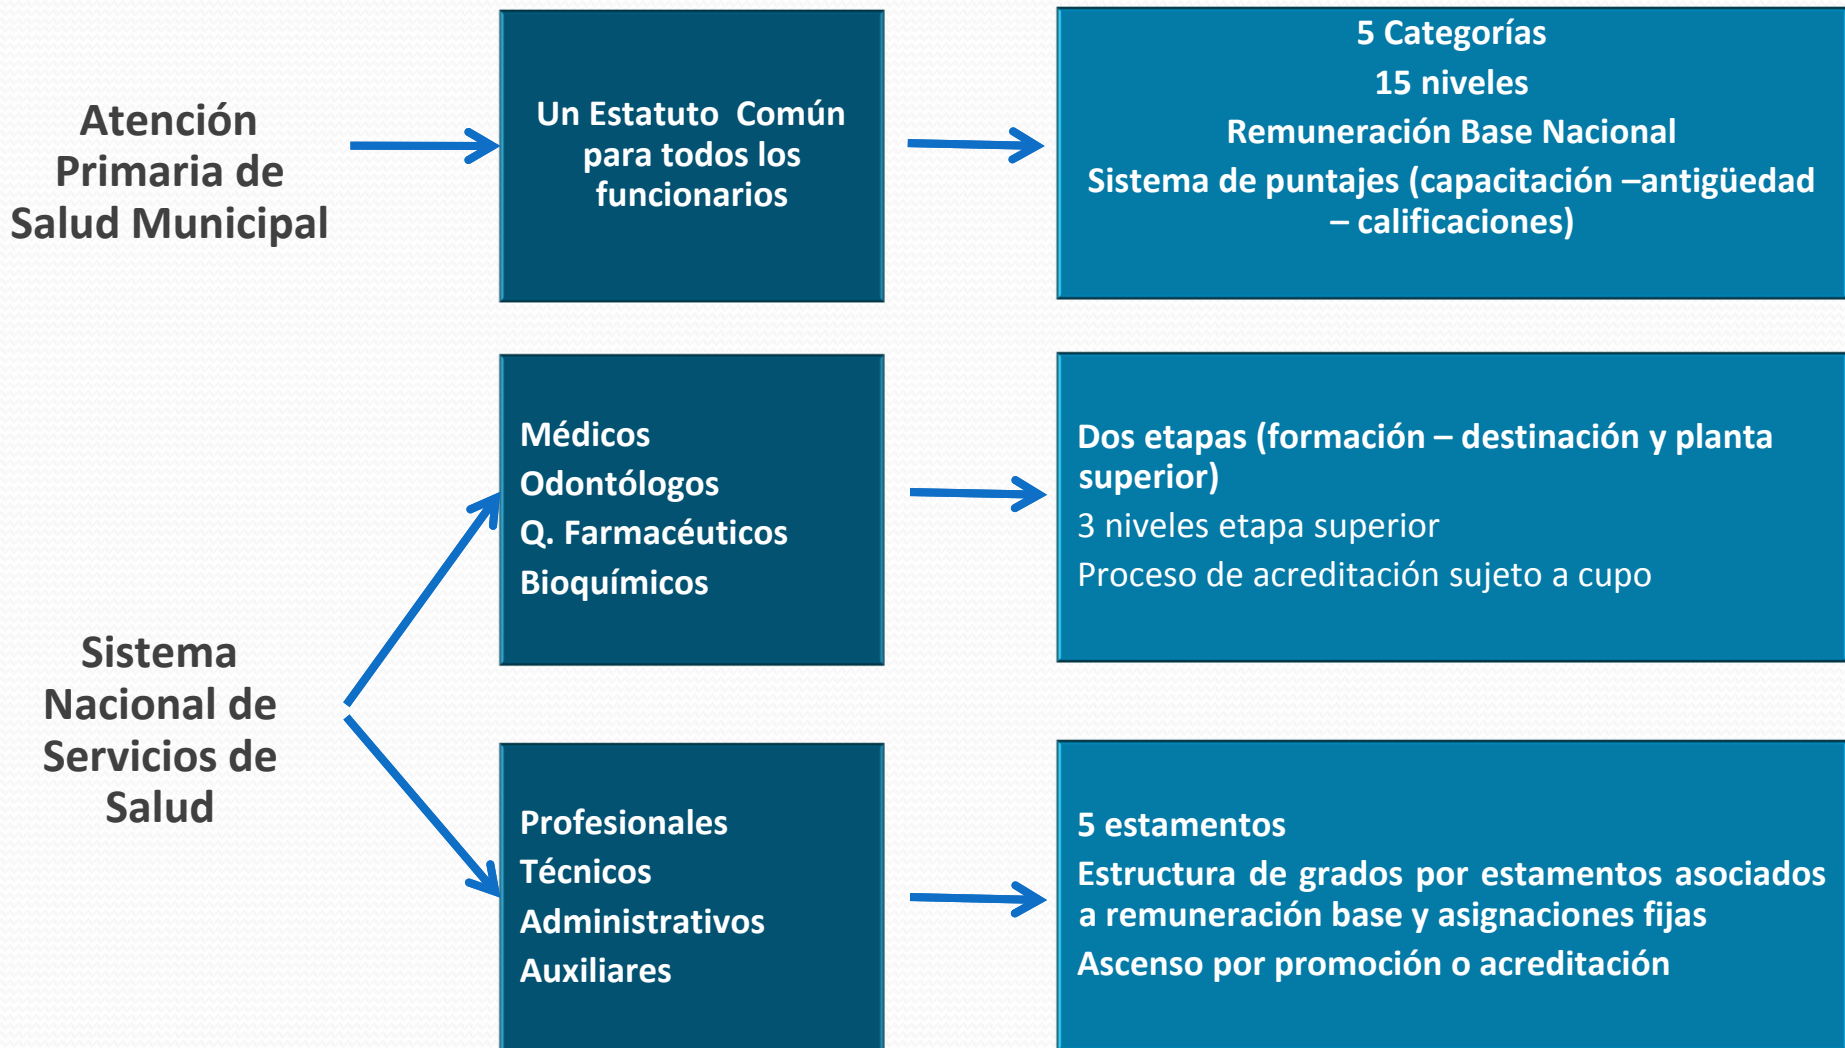 Atención
Primaria de
Salud Municipal
Un Estatuto Común
para todos los
funcionarios
5 Categorías
15 niveles
Remuneración Base Nacional
Sistema de puntajes (capacitación –antigüedad
– calificaciones)
Sistema
Nacional de
Servicios de
Salud
Médicos
Odontólogos
Q. Farmacéuticos
Bioquímicos
Dos etapas (formación – destinación y planta
superior)
3 niveles etapa superior
Proceso de acreditación sujeto a cupo
Profesionales
Técnicos
Administrativos
Auxiliares
5 estamentos
Estructura de grados por estamentos asociados
a remuneración base y asignaciones fijas
Ascenso por promoción o acreditación